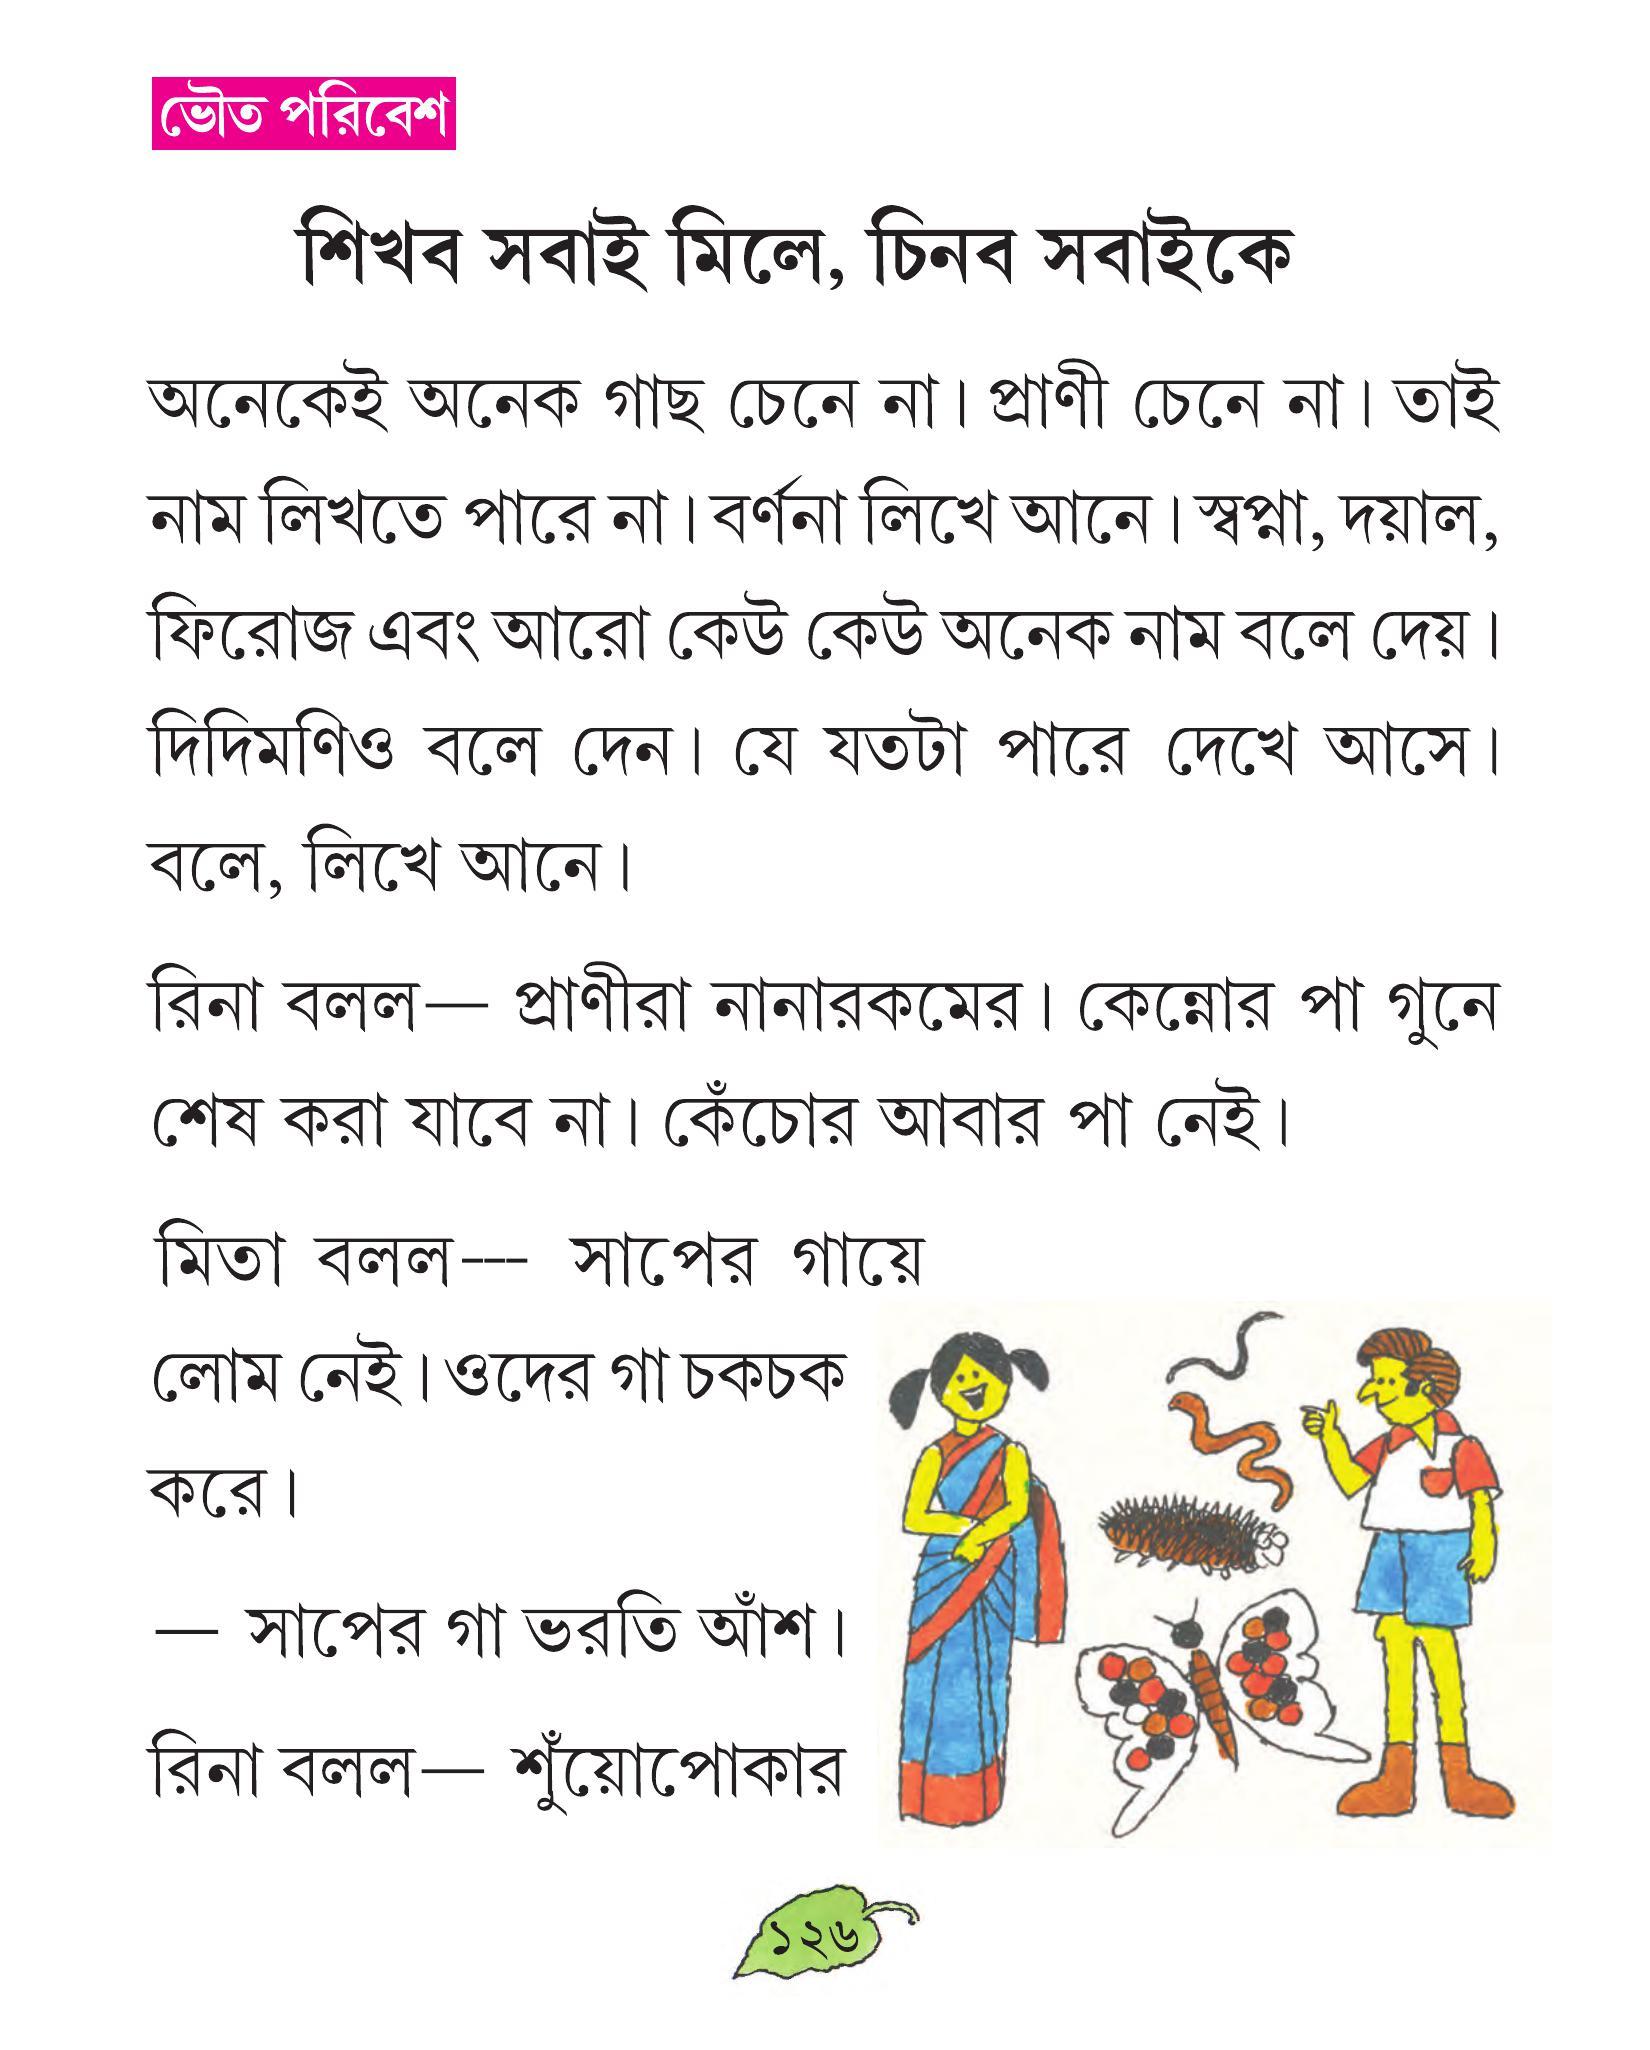 ভৌত পরিবেশ
শিখব সবাই মিলে, চিনব সবাইকে
অনেকেই অনেক গাছ চেনে না। প্রাণী চেনে না। তাই
নাম লিখতে পারে না। বর্ণনা লিখে আনে। স্বপ্না, দয়াল,
ফিরোজ এবং আরো কেউ কেউ অনেক নাম বলে দেয়।
দিদিমণিও বলে দেন। যে যতটা পারে দেখে আসে।
বলে, লিখে আনে।
রিনা বলল— প্রাণীরা নানারকমের। কেন্নোর পা গুনে
শেষ করা যাবে না। কেঁচোর আবার পা নেই।
মিতা বলল--- সাপের গায়ে
লোম নেই। ওদের গা চকচক
করে।
— সাপের গা ভরতি আঁশ।
রিনা বলল— শুঁয়োপোকার
১২৬